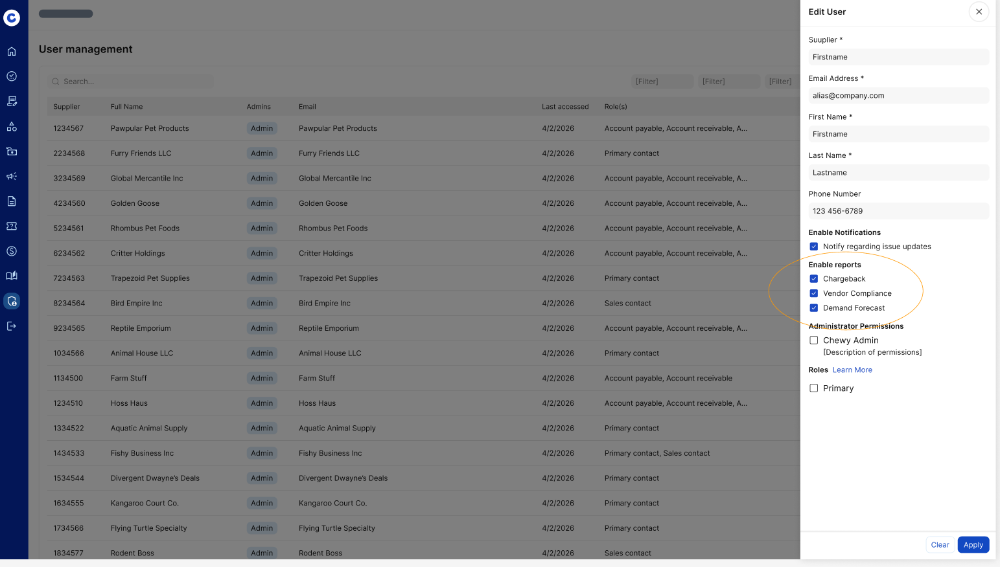 C
User management
Search...
[Filter] [Filter] [Filter]
Supplier Full Name Admins Email Last accessed Role(s)
1234567 Pawpular Pet Products Admin Pawpular Pet Products 4/2/2026 Account payable, Account receivable, A...
2234568 Furry Friends LLC Admin Furry Friends LLC 4/2/2026 Primary contact
3234569 Global Mercantile Inc Admin Global Mercantile Inc 4/2/2026 Account payable, Account receivable, A...
4234560 Golden Goose Admin Golden Goose 4/2/2026 Account payable, Account receivable, A...
5234561 Rhombus Pet Foods Admin Rhombus Pet Foods 4/2/2026 Account payable, Account receivable, A...
6234562 Critter Holdings Admin Critter Holdings 4/2/2026 Account payable, Account receivable, A...
7234563 Trapezoid Pet Supplies Admin Trapezoid Pet Supplies 4/2/2026 Primary contact
8234564 Bird Empire Inc Admin Bird Empire Inc 4/2/2026 Sales contact
9234565 Reptile Emporium Admin Reptile Emporium 4/2/2026 Account payable, Account receivable, A...
1034566 Animal House LLC Admin Animal House LLC 4/2/2026 Primary contact
1134500 Farm Stuff Admin Farm Stuff 4/2/2026 Account payable, Account receivable
1234510 Hoss Haus Admin Hoss Haus 4/2/2026 Account payable, Account receivable, A...
1334522 Aquatic Animal Supply Admin Aquatic Animal Supply 4/2/2026 Primary contact
1434533 Fishy Business Inc Admin Fishy Business Inc 4/2/2026 Primary contact, Sales contact
1534544 Divergent Dwayne's Deals Admin Divergent Dwayne's Deals 4/2/2026 Primary contact
1634555 Kangaroo Court Co. Admin Kangaroo Court Co. 4/2/2026 Primary contact
1734566 Flying Turtle Specialty Admin Flying Turtle Specialty 4/2/2026 Primary contact
1834577 Rodent Boss Admin Rodent Boss 4/2/2026 Sales contact
Edit User
Suuplier *
Firstname
Email Address *
alias@company.com
First Name *
Firstname
Last Name *
Lastname
Phone Number
123 456-6789
Enable Notifications
Notify regarding issue updates
Enable reports
Chargeback
Vendor Compliance
Demand Forecast
Administrator Permissions
Chewy Admin
[Description of permissions]
Roles Learn More
Primary
Clear Apply